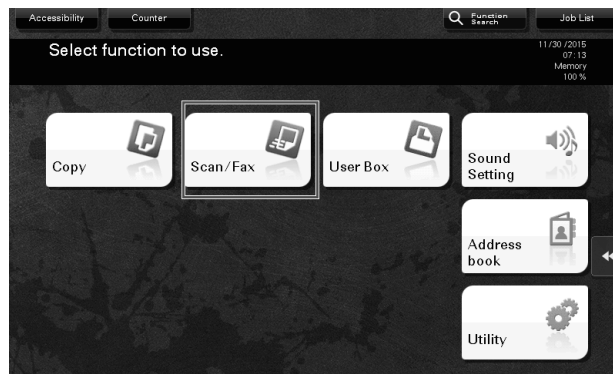 Accessibility
Counter
Function
Search
Job List
Select function to use.
11/30 /2015
07:13
Memory
100 %
Copy
Scan/Fax
User Box
Sound
Setting
Address
book
Utility